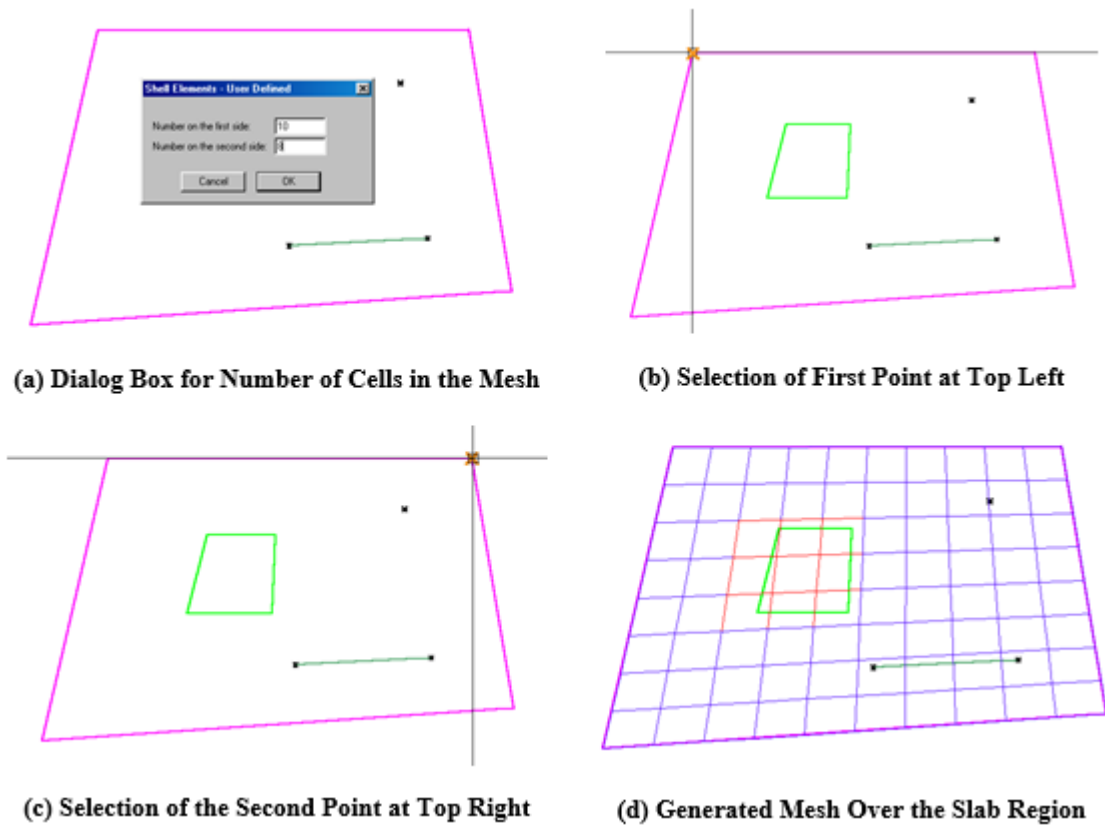 Shell Elements - User Defined
Number on the first side: 10
Number on the second side: 8
Cancel OK
(a) Dialog Box for Number of Cells in the Mesh
(b) Selection of First Point at Top Left
(c) Selection of the Second Point at Top Right
(d) Generated Mesh Over the Slab Region